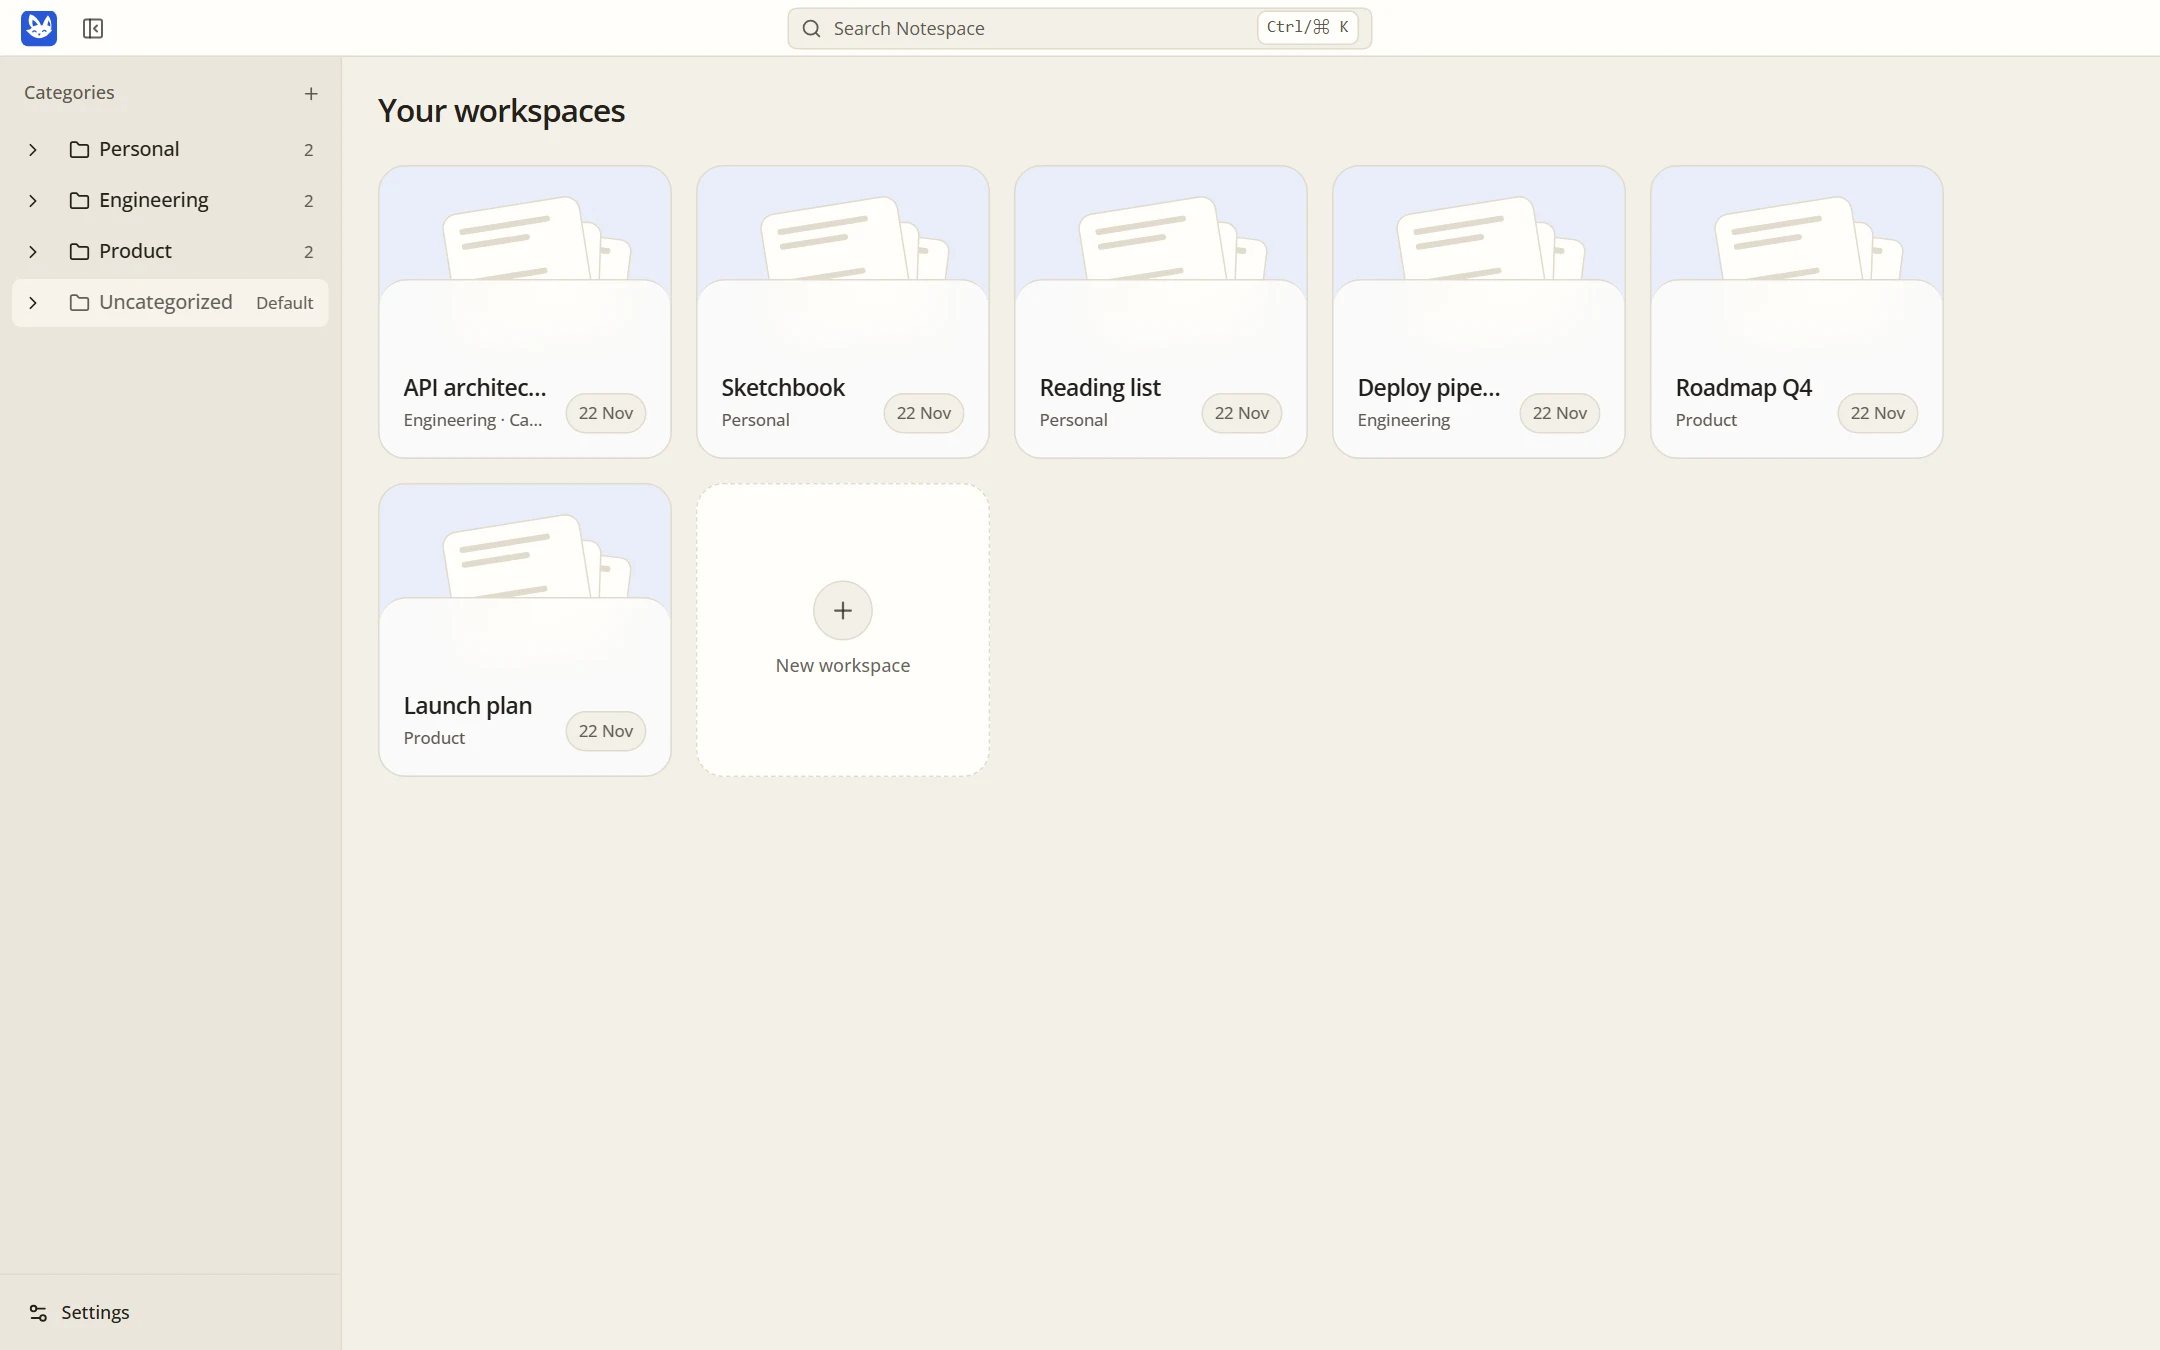 Search Notespace
Ctrl/⌘ K
Categories
Personal 2
Engineering 2
Product 2
Uncategorized Default
Settings
Your workspaces
API architec...
Engineering · Ca...
22 Nov
Sketchbook
Personal
22 Nov
Reading list
Personal
22 Nov
Deploy pipe...
Engineering
22 Nov
Roadmap Q4
Product
22 Nov
Launch plan
Product
22 Nov
New workspace